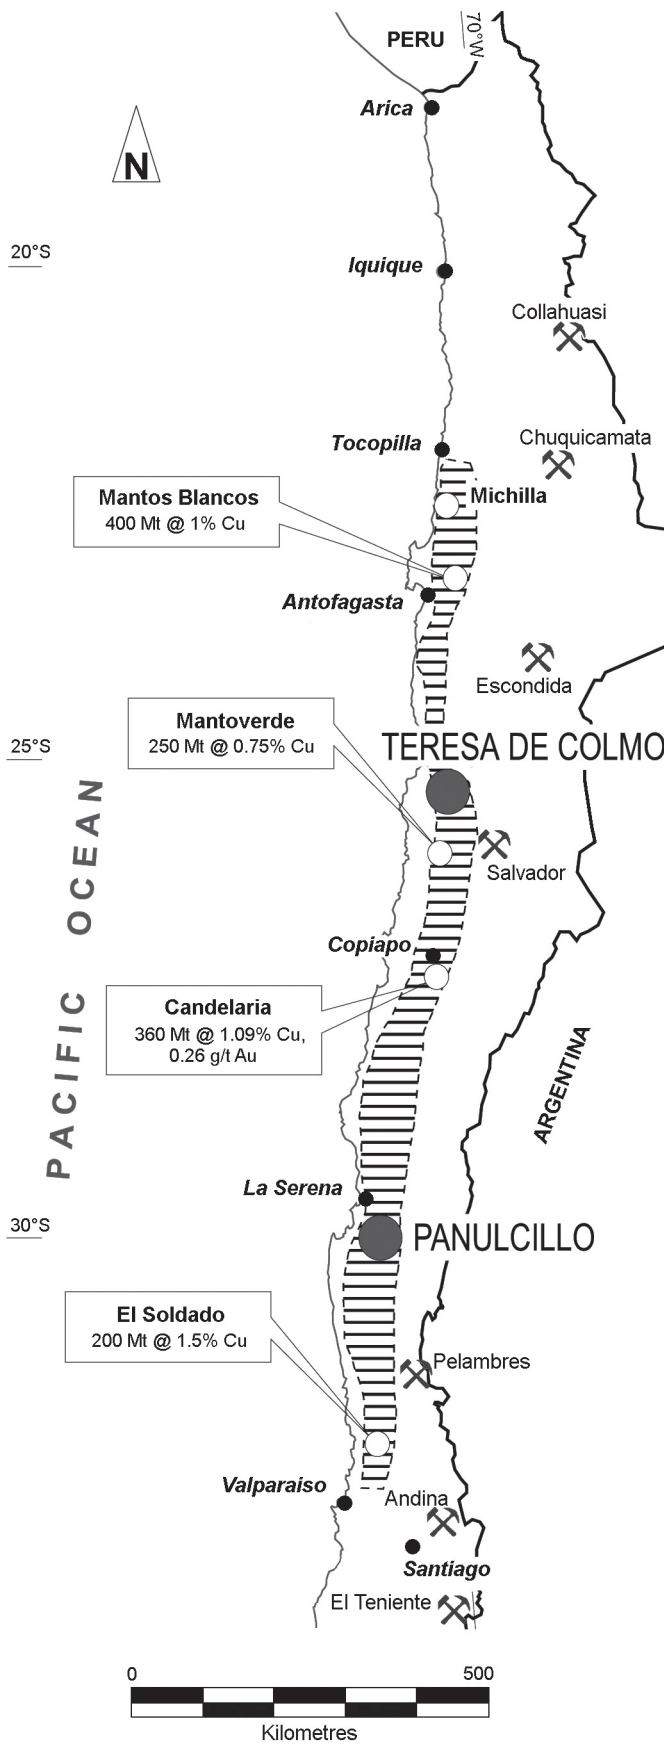 PERU
70°W
Arica
N
20°S
Iquique
Collahuasi
Tocopilla
Chuquicamata
Mantos Blancos
400 Mt @ 1% Cu
Michilla
Antofagasta
Escondida
Mantoverde
250 Mt @ 0.75% Cu
TERESA DE COLMO
25°S
PACIFIC OCEAN
Salvador
Copiapo
Candelaria
360 Mt @ 1.09% Cu,
0.26 g/t Au
ARGENTINA
La Serena
30°S
PANULCILLO
El Soldado
200 Mt @ 1.5% Cu
Pelambres
Valparaiso
Andina
Santiago
El Teniente
0
500
Kilometres